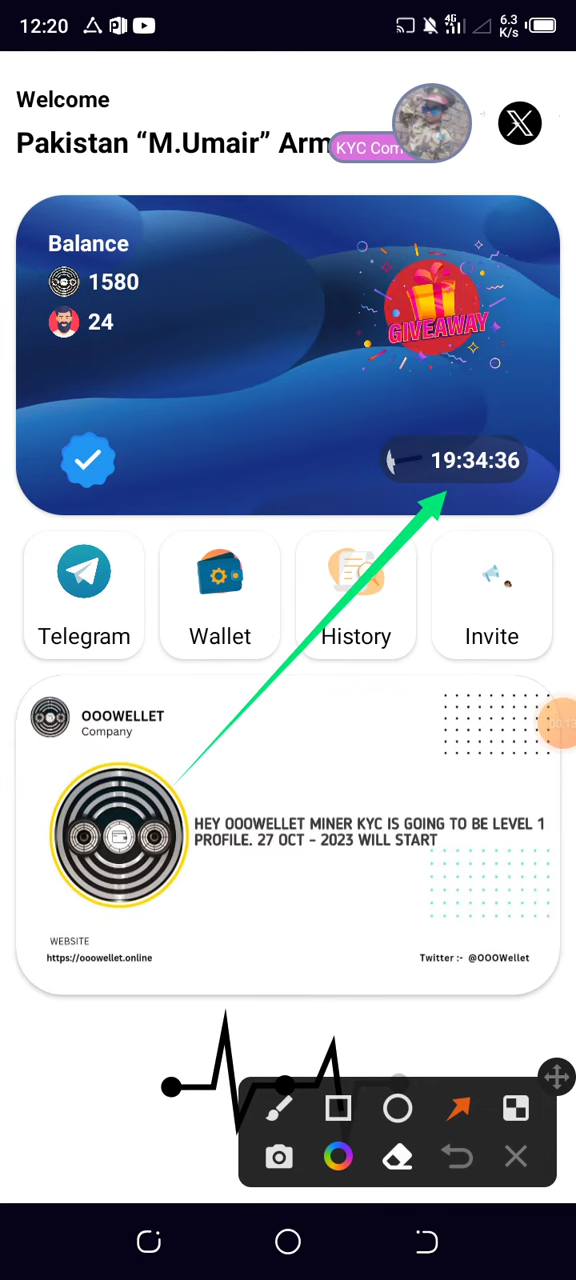 12:20
4G
6.3
K/s
Welcome
Pakistan “M.Umair” Arm
KYC Com
Balance
1580
24
GIVEAWAY
19:34:36
Telegram
Wallet
History
Invite
OOOWELLET
Company
HEY OOOWELLET MINER KYC IS GOING TO BE LEVEL 1
PROFILE. 27 OCT - 2023 WILL START
WEBSITE
https://ooowellet.online
Twitter :- @OOOWellet